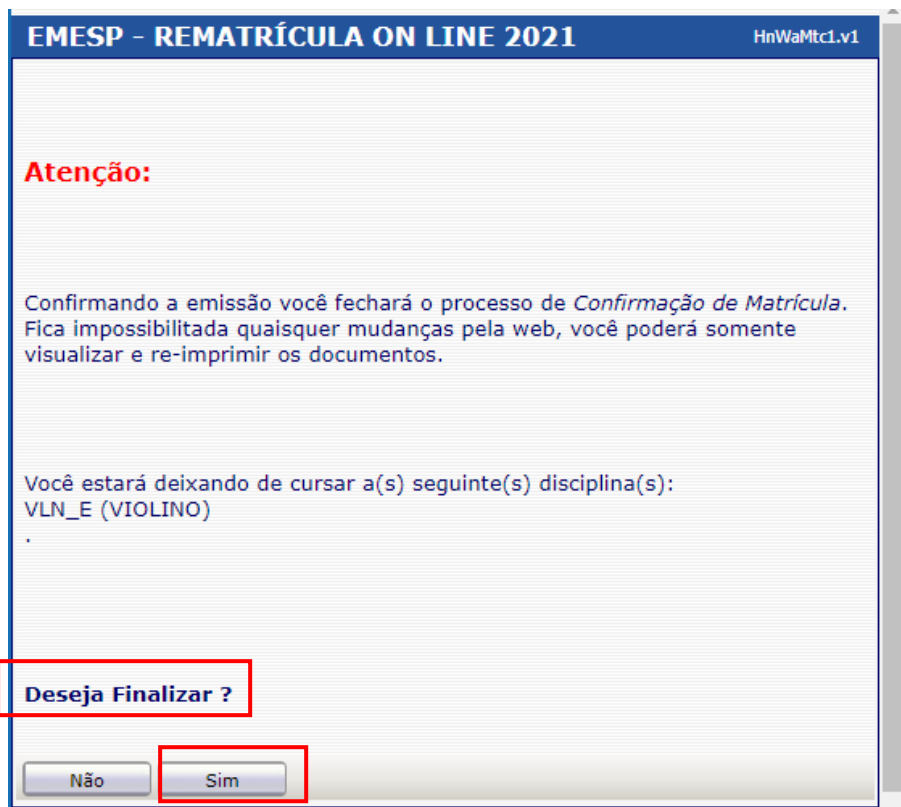 EMESP - REMATRÍCULA ON LINE 2021 HnWaMtc1.v1
Atenção:
Confirmando a emissão você fechará o processo de Confirmação de Matrícula.
Fica impossibilitada quaisquer mudanças pela web, você poderá somente
visualizar e re-imprimir os documentos.
Você estará deixando de cursar a(s) seguinte(s) disciplina(s):
VLN_E (VIOLINO)
.
Deseja Finalizar ?
Não Sim